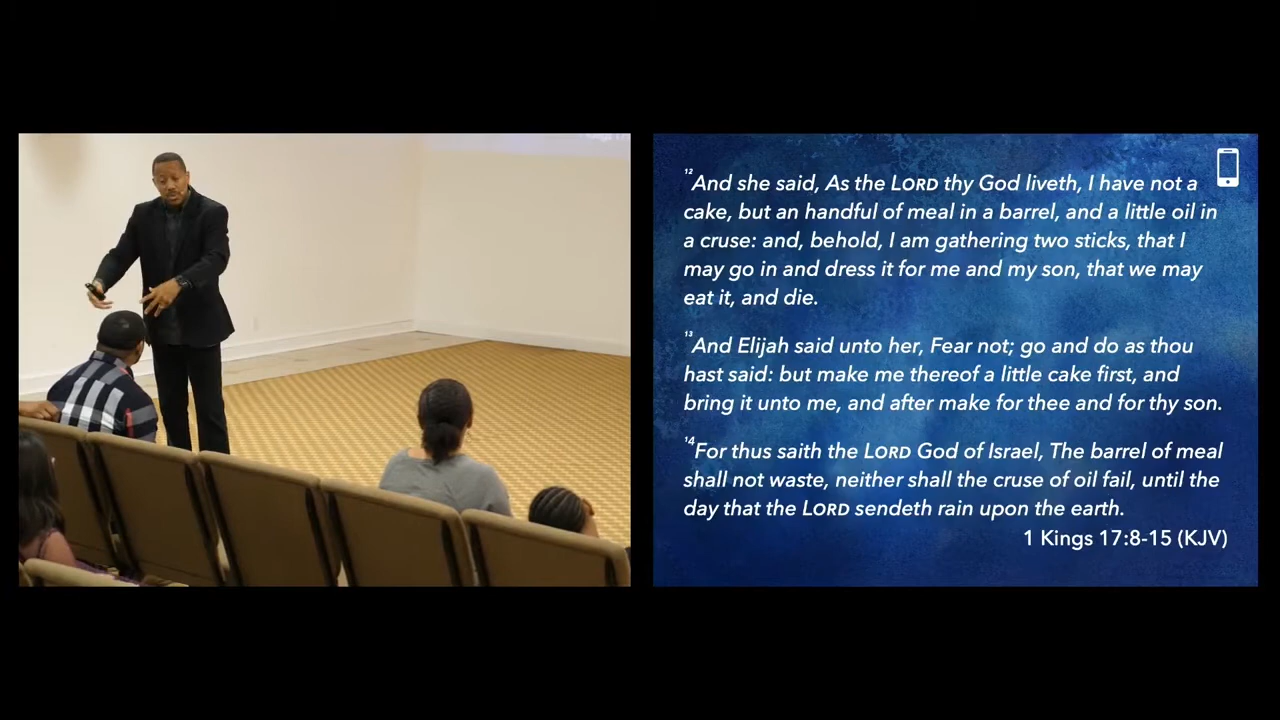 ¹²And she said, As the LORD thy God liveth, I have not a
cake, but an handful of meal in a barrel, and a little oil in
a cruse: and, behold, I am gathering two sticks, that I
may go in and dress it for me and my son, that we may
eat it, and die.
¹³And Elijah said unto her, Fear not; go and do as thou
hast said: but make me thereof a little cake first, and
bring it unto me, and after make for thee and for thy son.
¹⁴For thus saith the LORD God of Israel, The barrel of meal
shall not waste, neither shall the cruse of oil fail, until the
day that the LORD sendeth rain upon the earth.
1 Kings 17:8-15 (KJV)